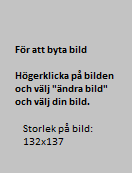 För att byta bild
Högerklicka på bilden
och välj "ändra bild"
och välj din bild.
Storlek på bild:
132x137